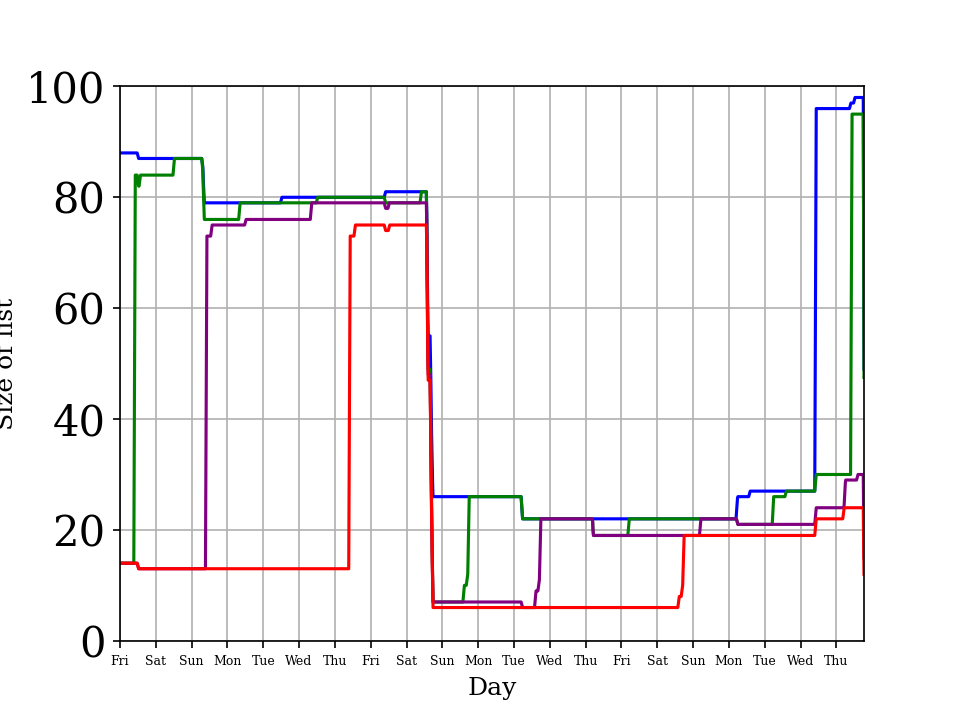 100
80
60
40
20
0
Size of list
Fri Sat Sun Mon Tue Wed Thu Fri Sat Sun Mon Tue Wed Thu Fri Sat Sun Mon Tue Wed Thu
Day